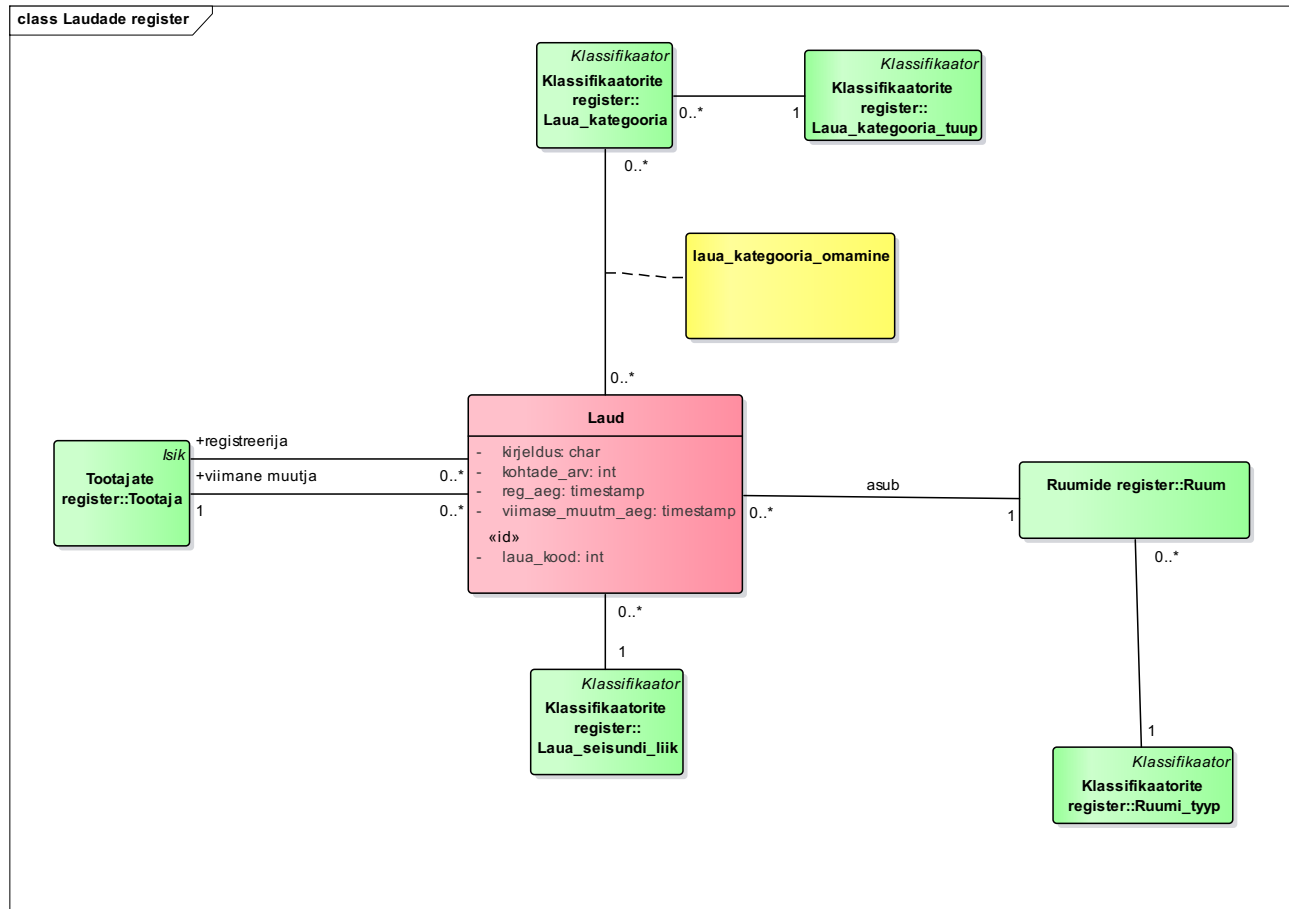 class Laudade register
Klassifikaator
Klassifikaatorite
register::
Laua_kategooria
Klassifikaator
Klassifikaatorite
register::
Laua_kategooria_tuup
0..*
1
0..*
laua_kategooria_omamine
0..*
Laud
- kirjeldus: char
- kohtade_arv: int
- reg_aeg: timestamp
- viimase_muutm_aeg: timestamp
«id»
- laua_kood: int
Isik
Tootajate
register::Tootaja
+registreerija
0..*
+viimane muutja
1
0..*
asub
0..*
1
Ruumide register::Ruum
0..*
1
Klassifikaator
Klassifikaatorite
register::Ruumi_tyyp
0..*
1
Klassifikaator
Klassifikaatorite
register::
Laua_seisundi_liik